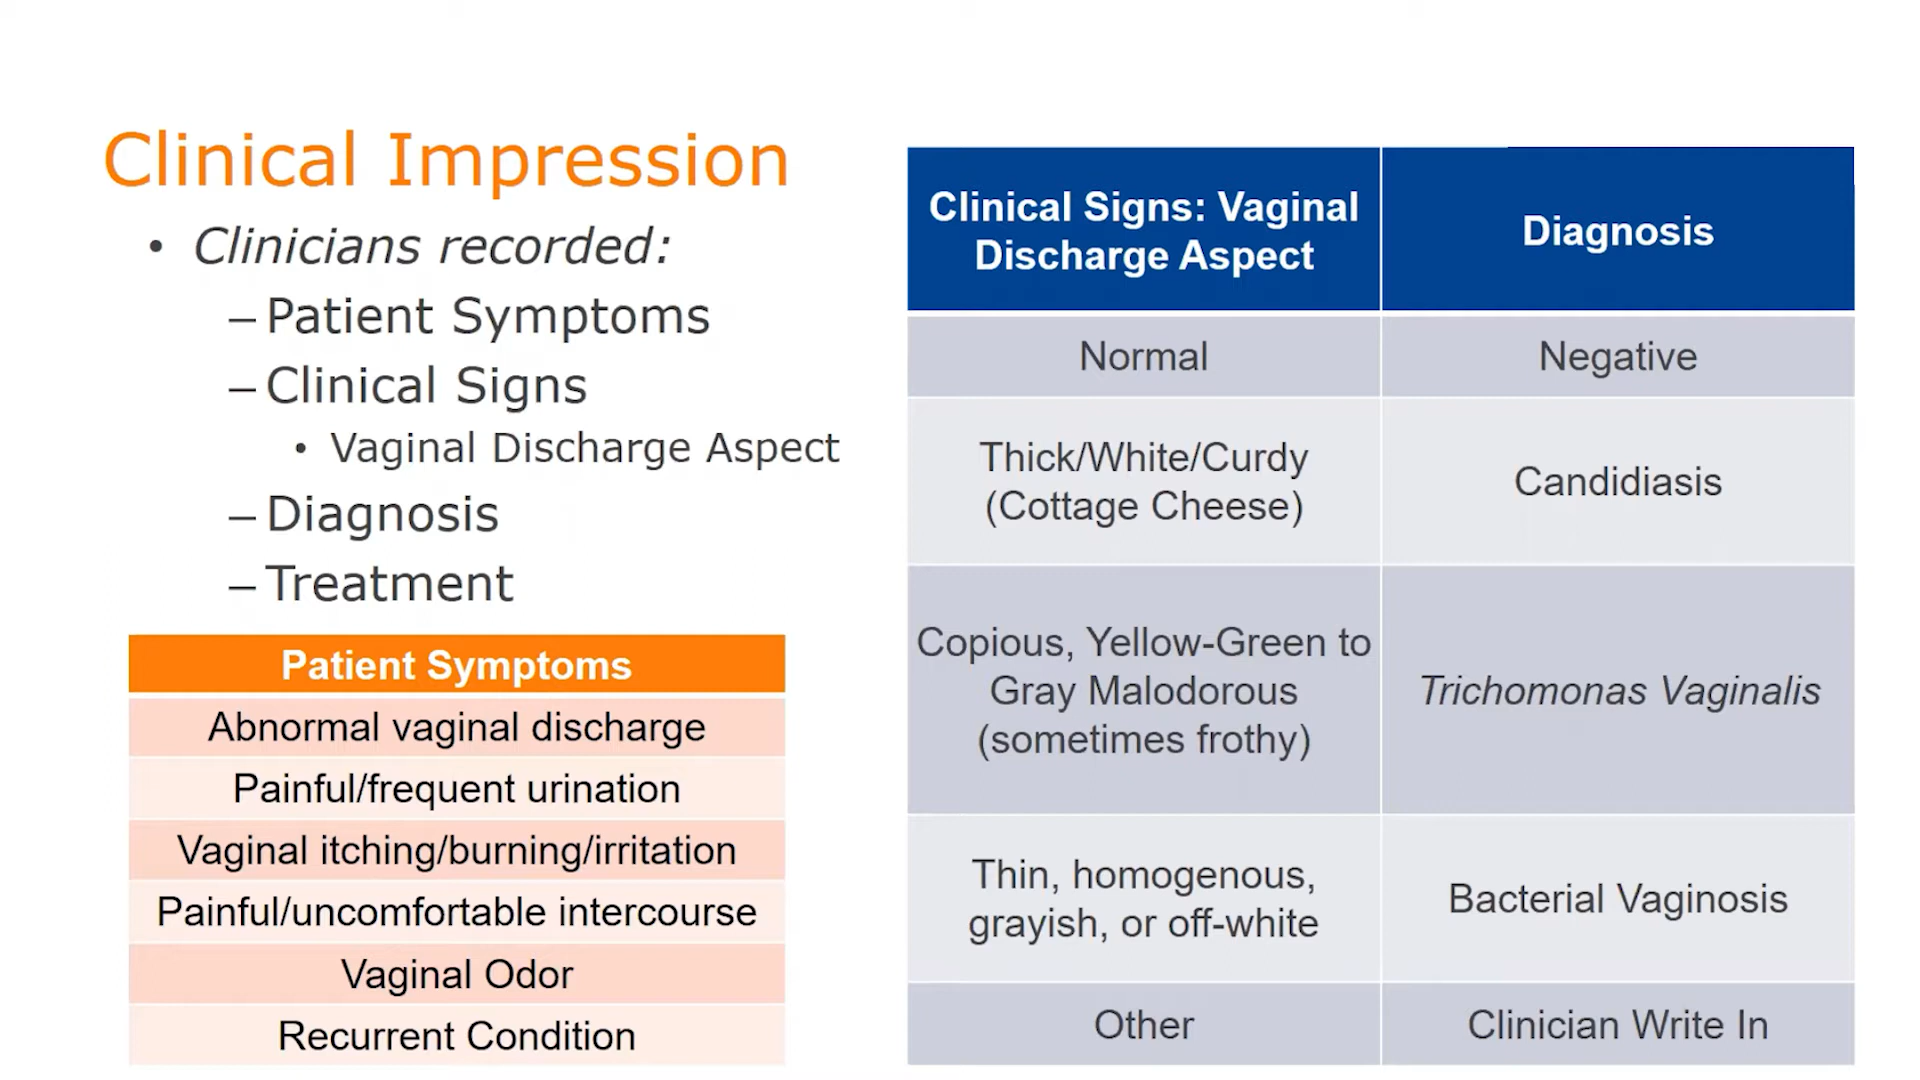 Clinical Impression
• Clinicians recorded:
– Patient Symptoms
– Clinical Signs
• Vaginal Discharge Aspect
– Diagnosis
– Treatment
Patient Symptoms
Abnormal vaginal discharge
Painful/frequent urination
Vaginal itching/burning/irritation
Painful/uncomfortable intercourse
Vaginal Odor
Recurrent Condition
Clinical Signs: Vaginal
Discharge Aspect
Diagnosis
Normal
Negative
Thick/White/Curdy
(Cottage Cheese)
Candidiasis
Copious, Yellow-Green to
Gray Malodorous
(sometimes frothy)
Trichomonas Vaginalis
Thin, homogenous,
grayish, or off-white
Bacterial Vaginosis
Other
Clinician Write In